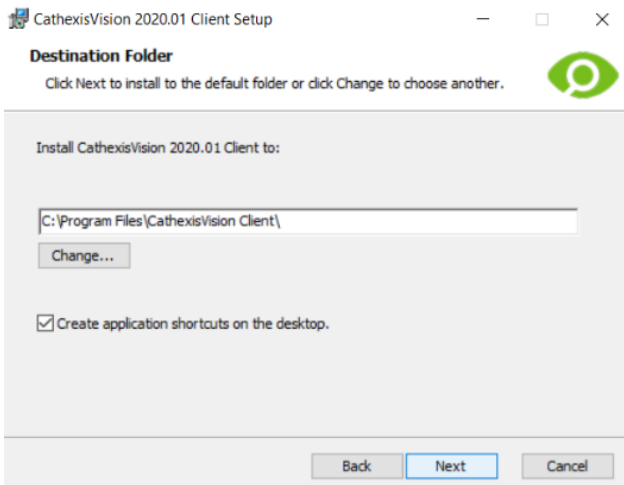 CathexisVision 2020.01 Client Setup
Destination Folder
Click Next to install to the default folder or click Change to choose another.
Install CathexisVision 2020.01 Client to:
C:\Program Files\CathexisVision Client\
Change...
Create application shortcuts on the desktop.
Back Next Cancel